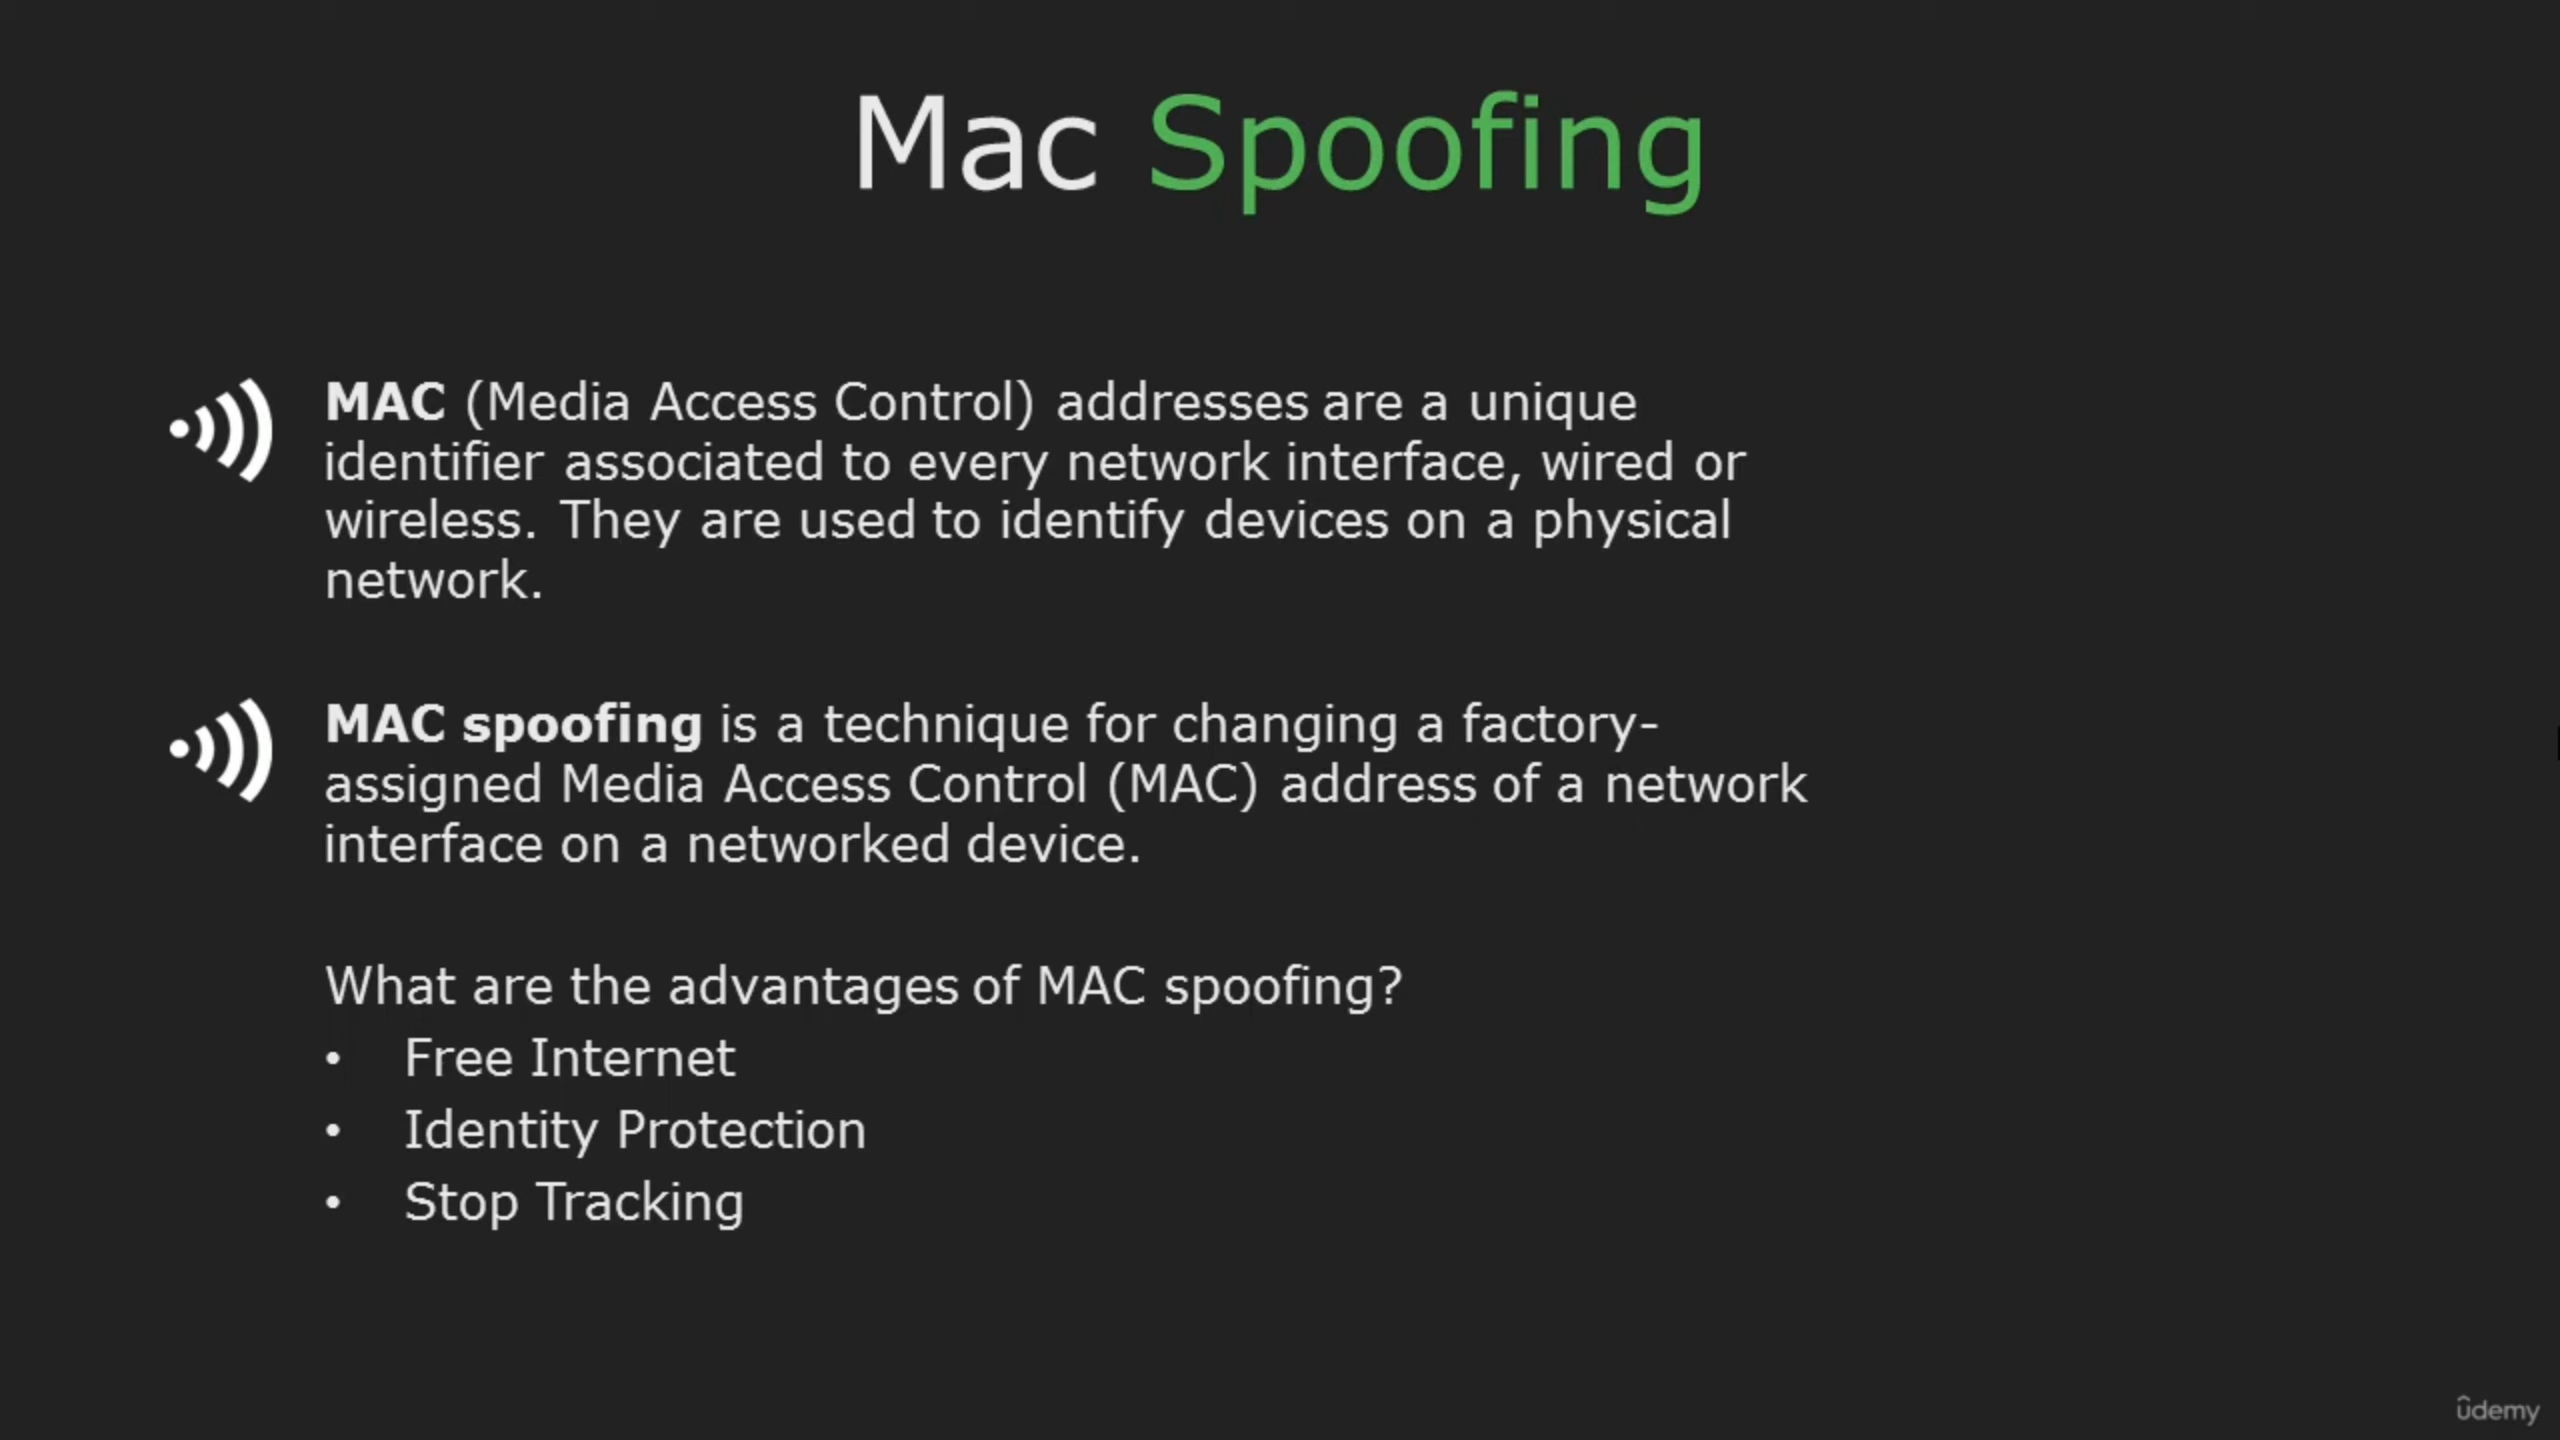 Mac Spoofing
MAC (Media Access Control) addresses are a unique
identifier associated to every network interface, wired or
wireless. They are used to identify devices on a physical
network.
MAC spoofing is a technique for changing a factory-
assigned Media Access Control (MAC) address of a network
interface on a networked device.
What are the advantages of MAC spoofing?
• Free Internet
• Identity Protection
• Stop Tracking
ûdemy